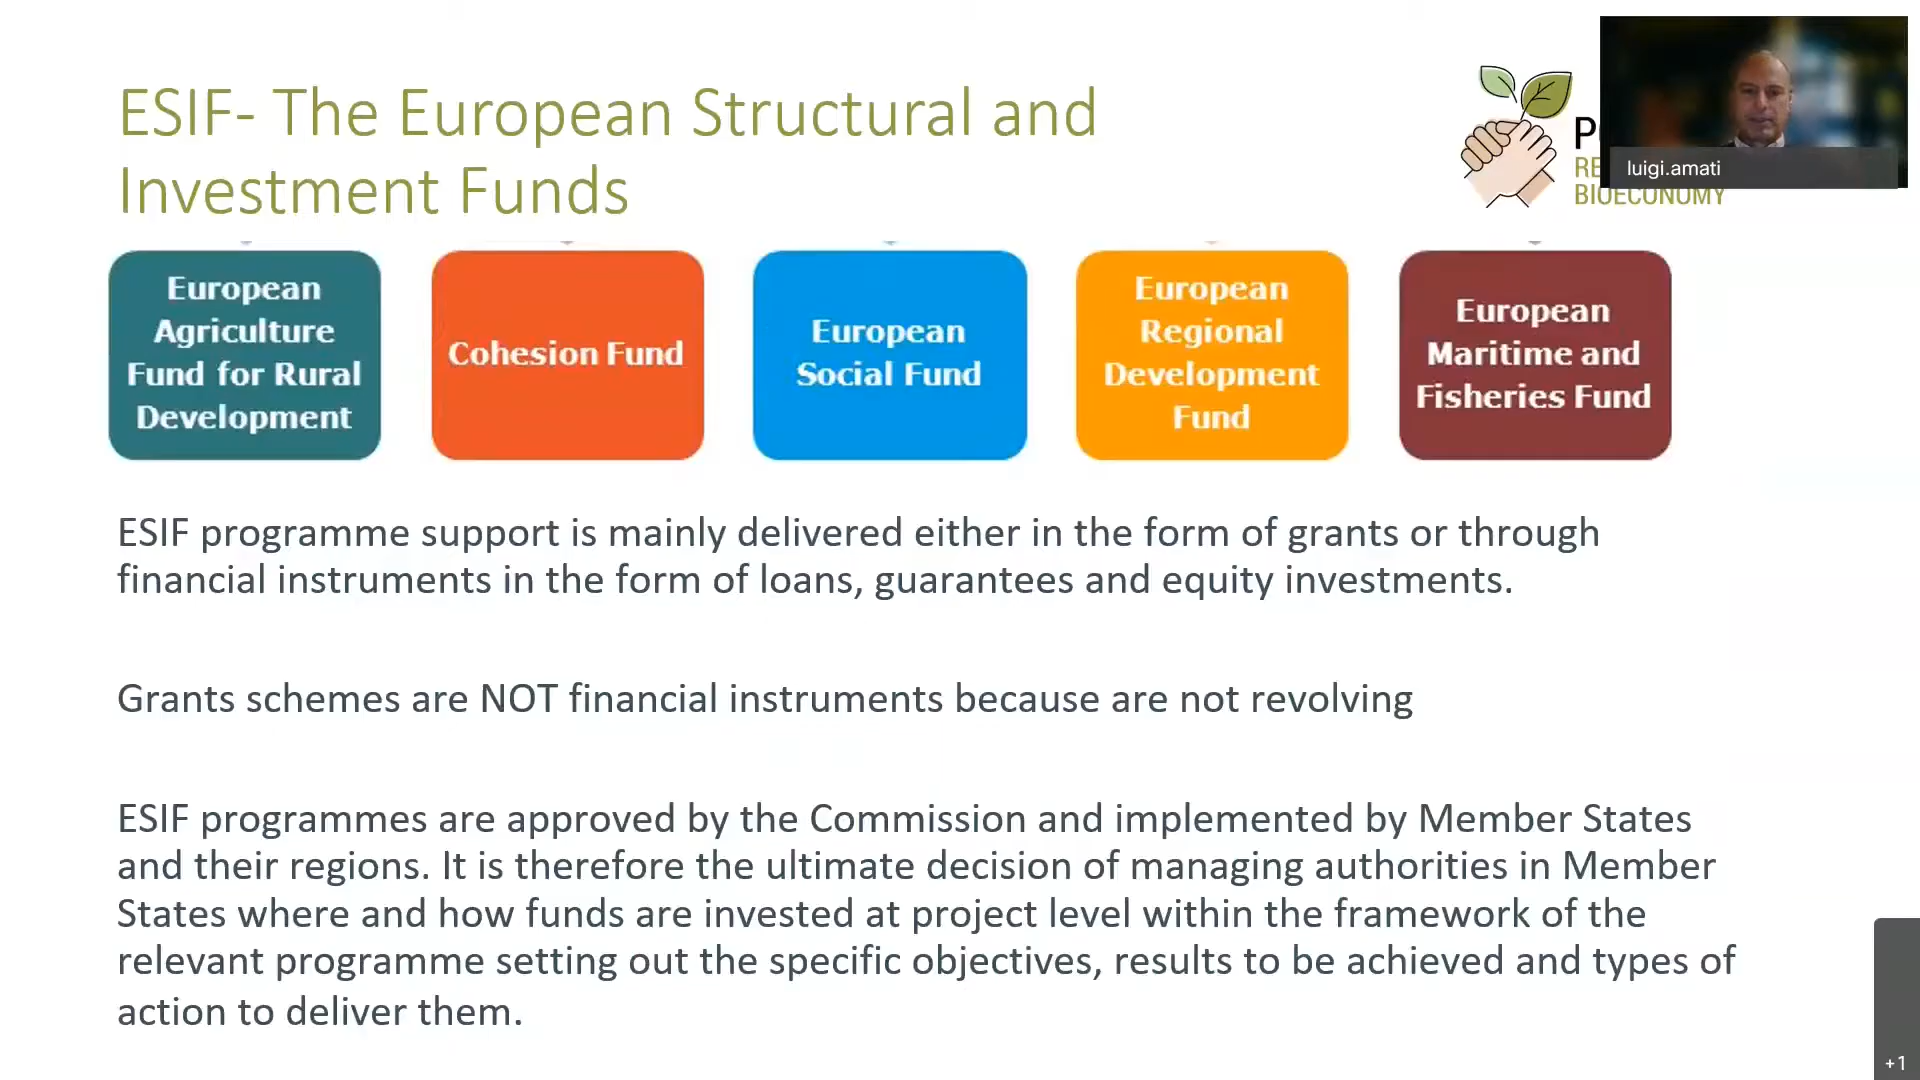 ESIF- The European Structural and
Investment Funds
BIOECONOMY
luigi.amati
European
Agriculture
Fund for Rural
Development
Cohesion Fund
European
Social Fund
European
Regional
Development
Fund
European
Maritime and
Fisheries Fund
ESIF programme support is mainly delivered either in the form of grants or through
financial instruments in the form of loans, guarantees and equity investments.
Grants schemes are NOT financial instruments because are not revolving
ESIF programmes are approved by the Commission and implemented by Member States
and their regions. It is therefore the ultimate decision of managing authorities in Member
States where and how funds are invested at project level within the framework of the
relevant programme setting out the specific objectives, results to be achieved and types of
action to deliver them.
+1